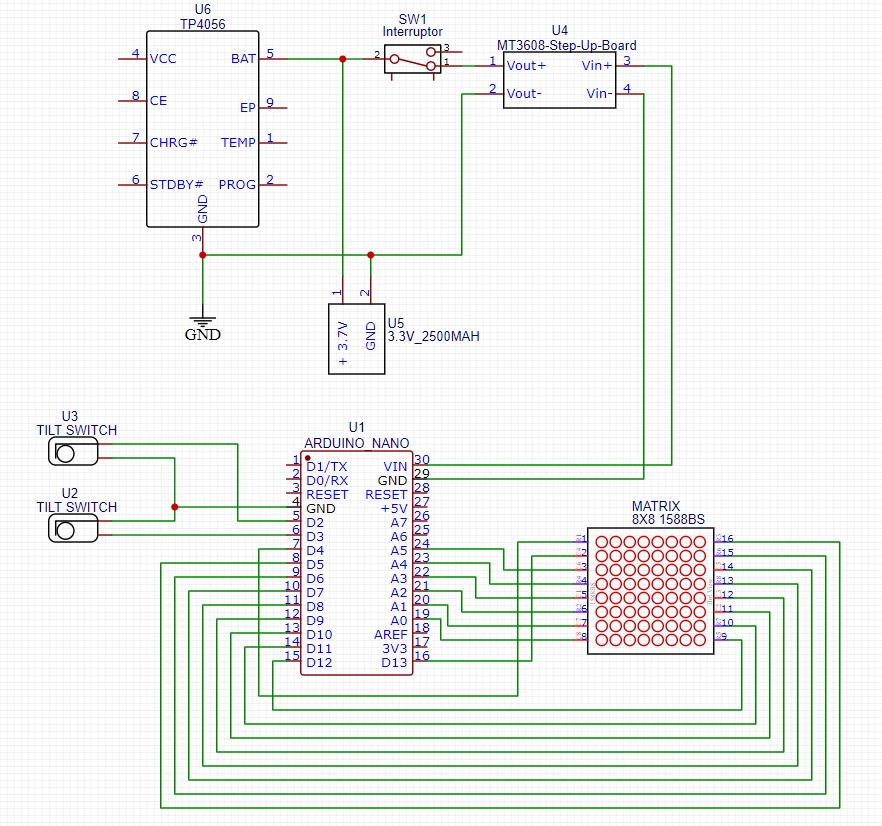 U6
TP4056
4 VCC BAT 5
8 CE EP 9
7 CHRG# TEMP 1
6 STDBY# PROG 2
GND
3
GND
SW1
Interruptor
2 3
1
U4
MT3608-Step-Up-Board
1 Vout+ Vin+ 3
2 Vout- Vin- 4
1 2
+ 3.7V GND
U5
3.3V_2500MAH
U3
TILT SWITCH
U2
TILT SWITCH
U1
ARDUINO_NANO
1 D1/TX VIN 30
2 D0/RX GND 29
3 RESET RESET 28
4 GND +5V 27
5 D2 A7 26
6 D3 A6 25
7 D4 A5 24
8 D5 A4 23
9 D6 A3 22
10 D7 A2 21
11 D8 A1 20
12 D9 A0 19
13 D10 AREF 18
14 D11 3V3 17
15 D12 D13 16
MATRIX
8X8 1588BS
1 16
2 15
3 14
4 13
5 12
6 11
7 10
8 9